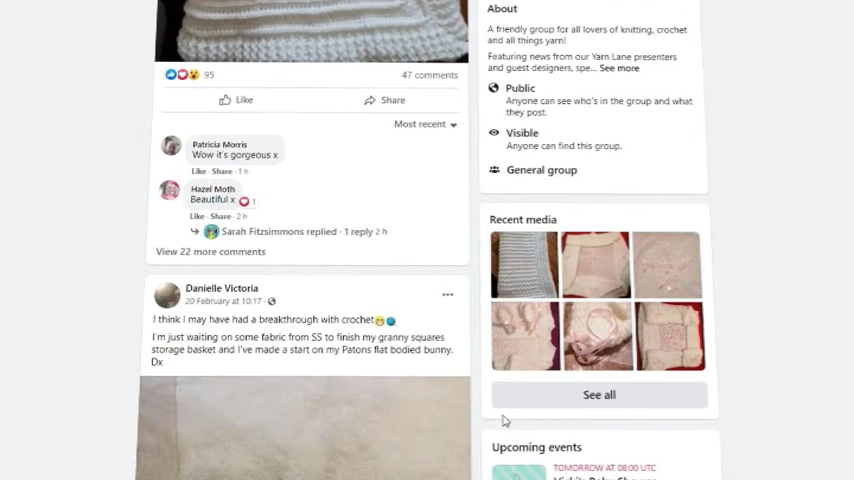 95
47 comments
Like
Share
Most recent
Patricia Morris
Wow it's gorgeous x
Like · Share · 1 h
Hazel Moth
Beautiful x
1
Like · Share · 2 h
Sarah Fitzsimmons replied · 1 reply 2 h
View 22 more comments
Danielle Victoria
20 February at 10:17 ·
I think I may have had a breakthrough with crochet
I'm just waiting on some fabric from SS to finish my granny squares
storage basket and I've made a start on my Patons flat bodied bunny.
Dx
About
A friendly group for all lovers of knitting, crochet
and all things yarn!
Featuring news from our Yarn Lane presenters
and guest designers, spe... See more
Public
Anyone can see who's in the group and what
they post.
Visible
Anyone can find this group.
General group
Recent media
See all
Upcoming events
TOMORROW AT 08:00 UTC
Vicki's Baby Shower